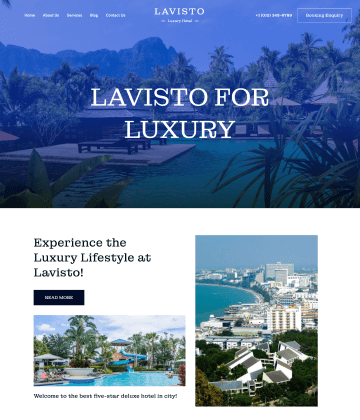 Home About Us Services Blog Contact Us
LAVISTO
Luxury Hotel
+1 (012) 345-6789
Booking Enquiry
LAVISTO FOR
LUXURY
Experience the
Luxury Lifestyle at
Lavisto!
READ MORE
Welcome to the best five-star deluxe hotel in city!